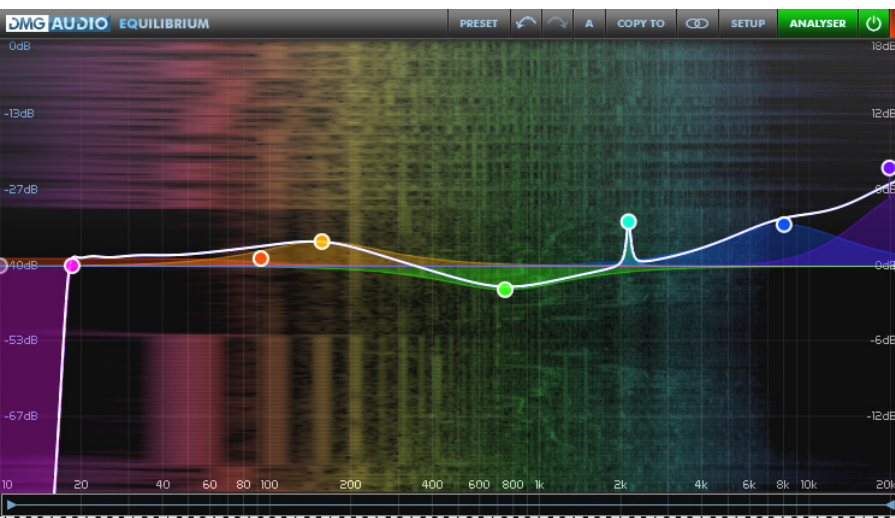 DMG AUDIO EQUILIBRIUM PRESET A COPY TO SETUP ANALYSER
0dB 18dB
-13dB 12dB
-27dB 6dB
-40dB 0dB
-53dB -6dB
-67dB -12dB
10 20 40 60 80 100 200 400 600 800 1k 2k 4k 6k 8k 10k 20k